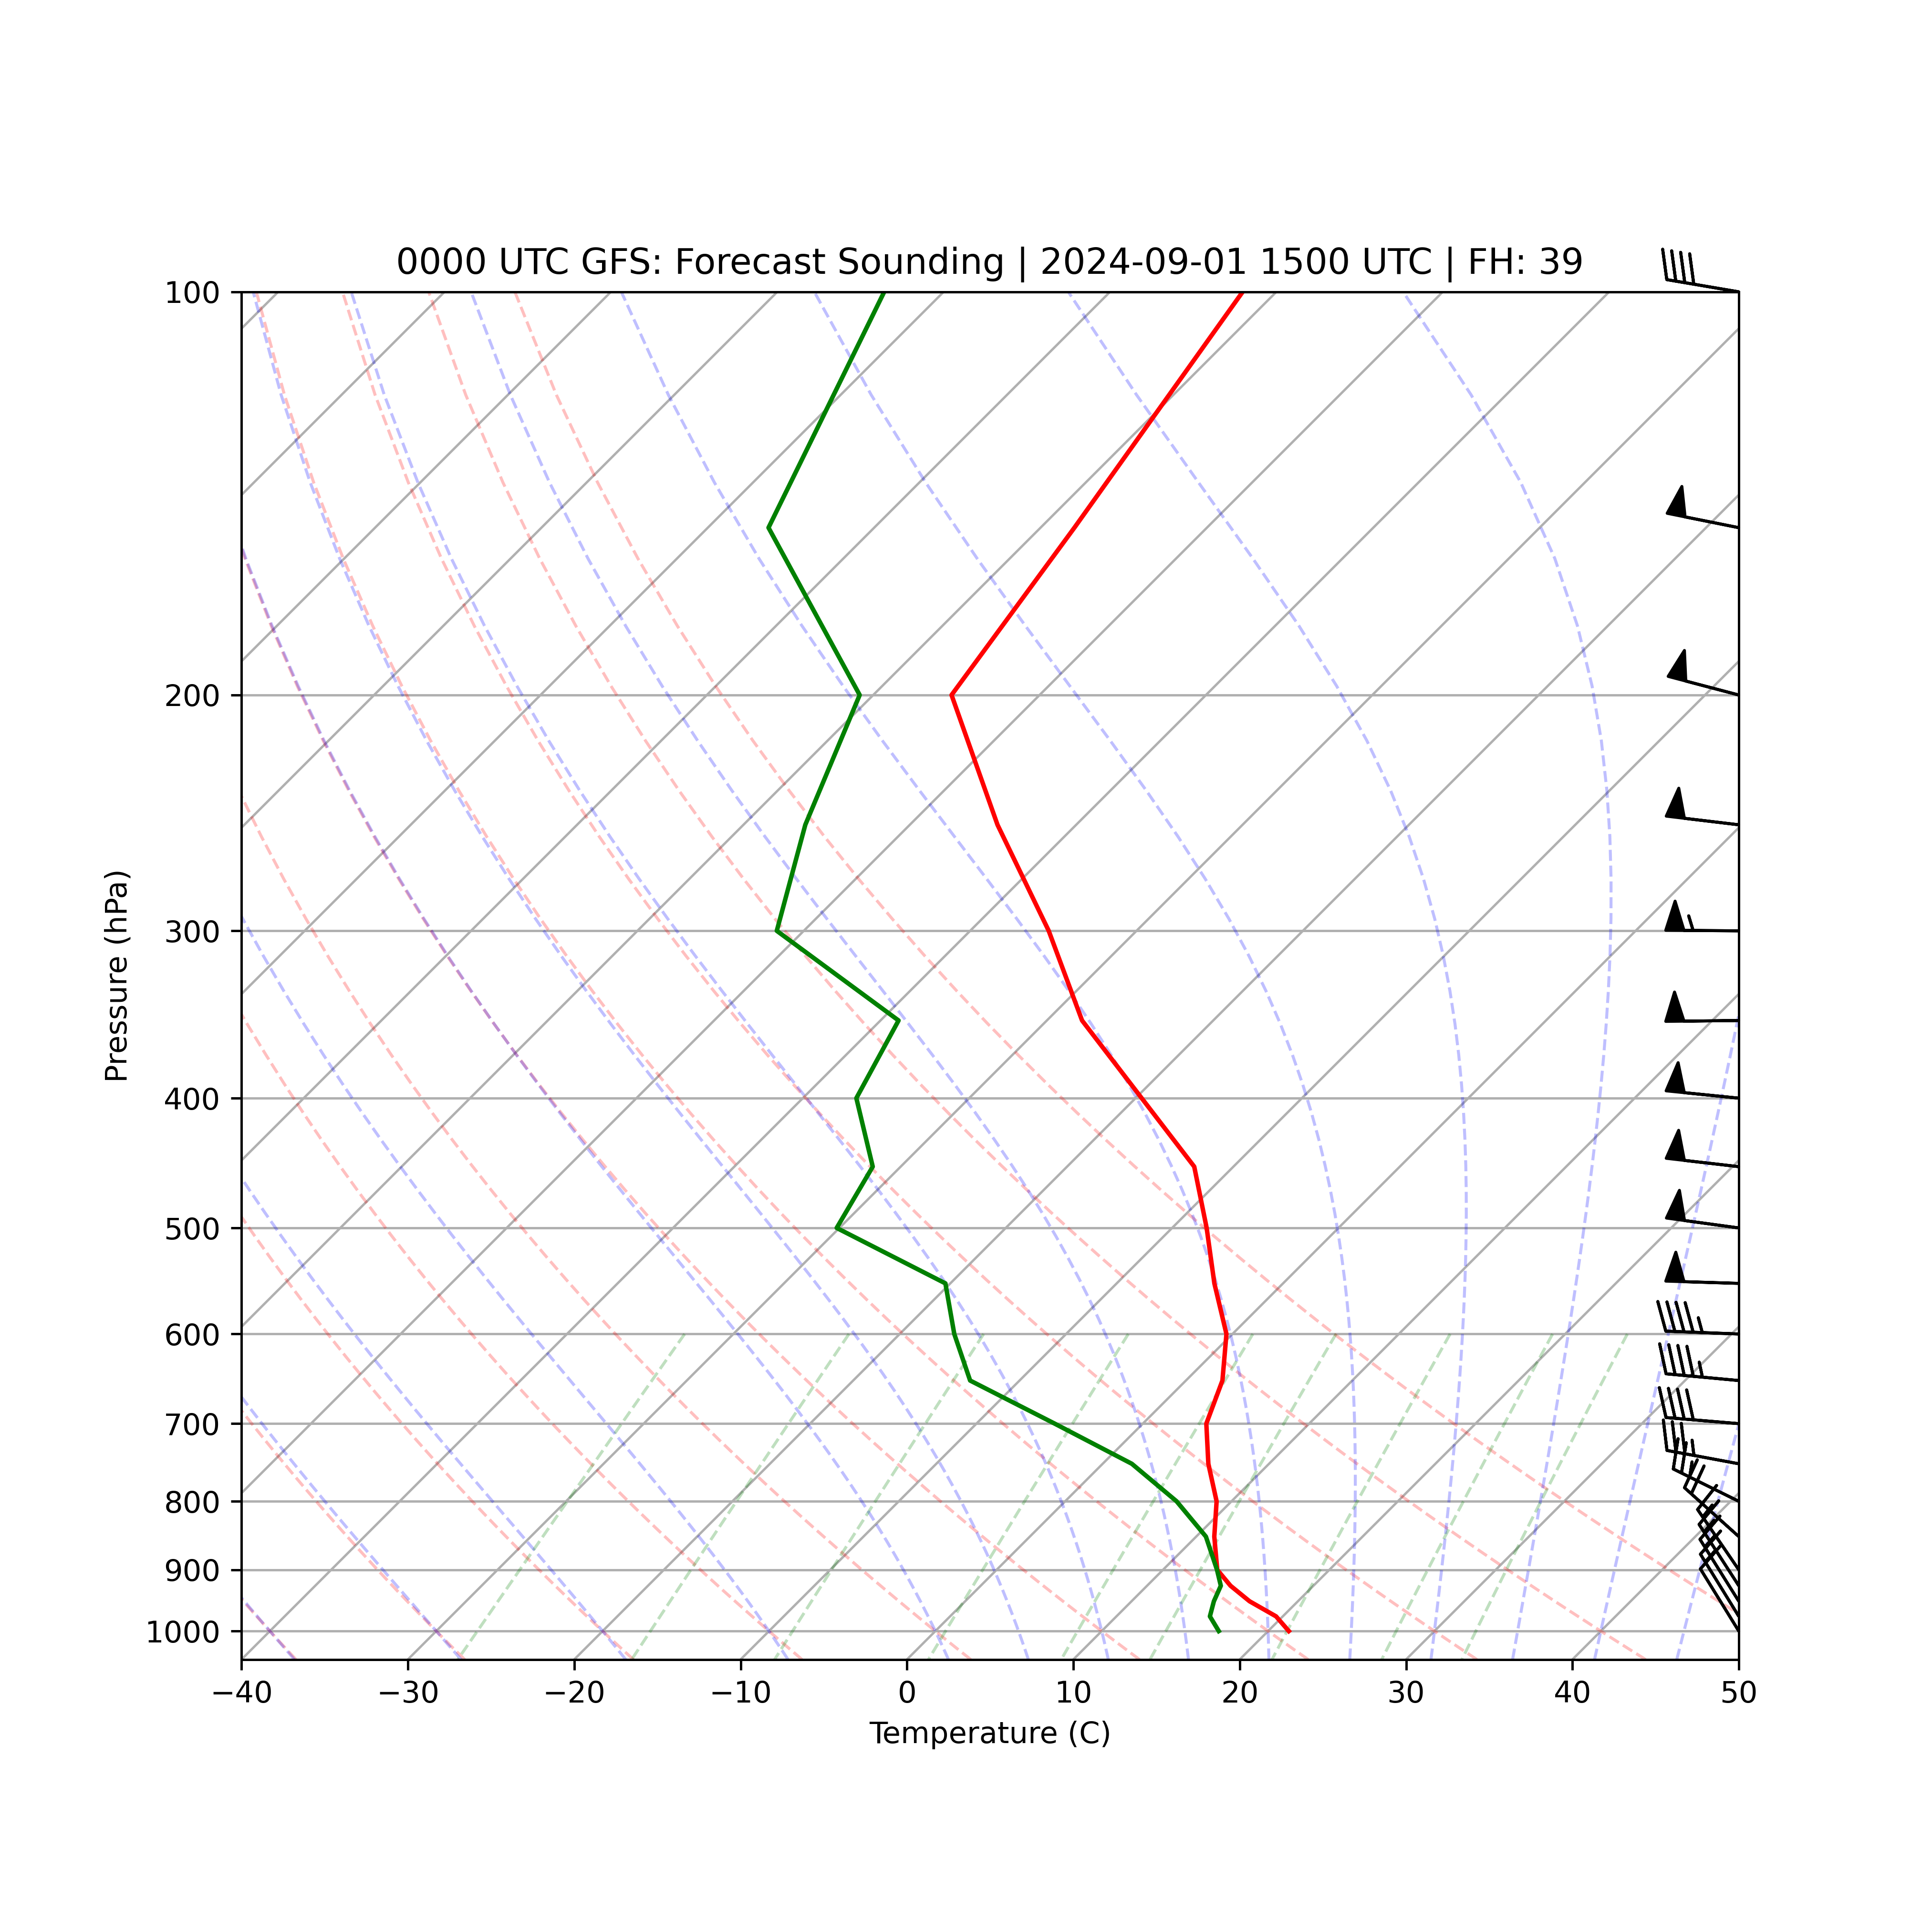 0000 UTC GFS: Forecast Sounding | 2024-09-01 1500 UTC | FH: 39
100
200
300
400
500
600
700
800
900
1000
Pressure (hPa)
−40 −30 −20 −10 0 10 20 30 40 50
Temperature (C)